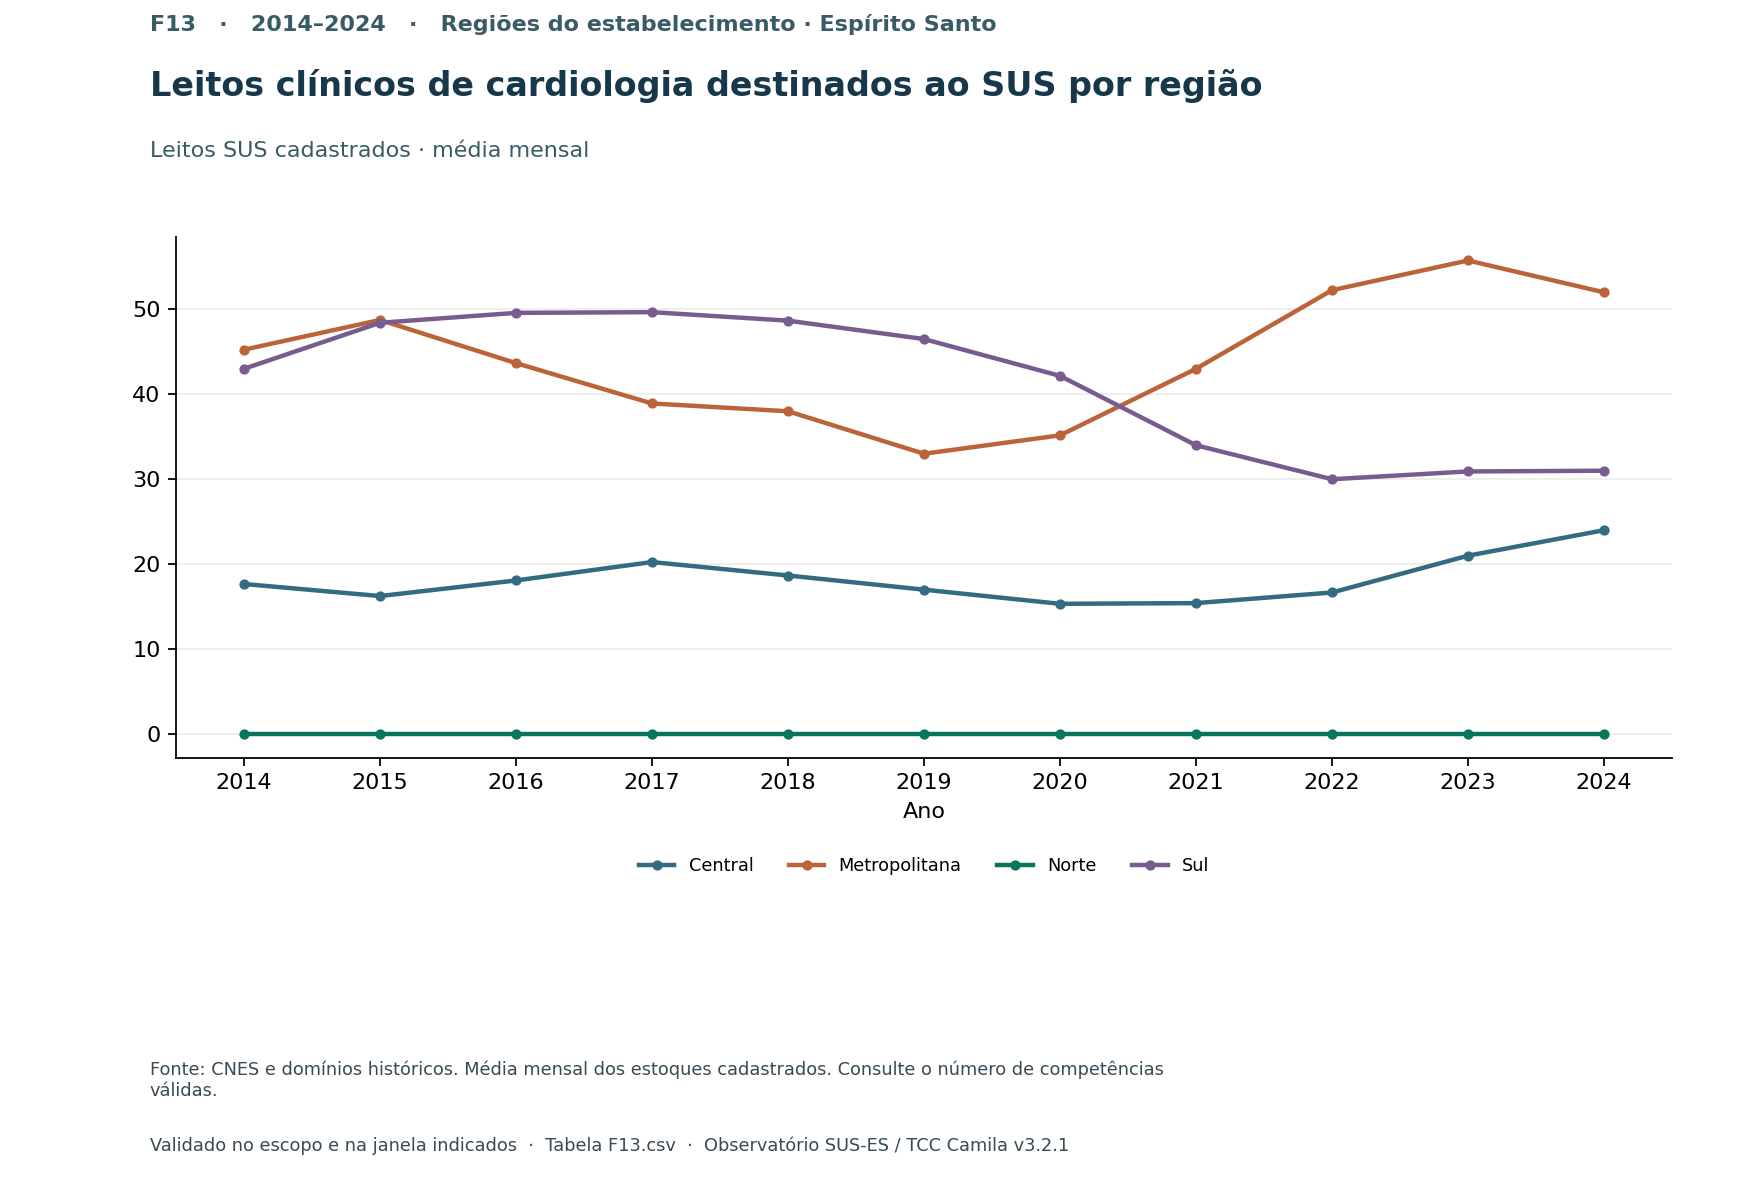 F13 · 2014–2024 · Regiões do estabelecimento · Espírito Santo
Leitos clínicos de cardiologia destinados ao SUS por região
Leitos SUS cadastrados · média mensal
50
40
30
20
10
0
2014 2015 2016 2017 2018 2019 2020 2021 2022 2023 2024
Ano
Central Metropolitana Norte Sul
Fonte: CNES e domínios históricos. Média mensal dos estoques cadastrados. Consulte o número de competências
válidas.
Validado no escopo e na janela indicados · Tabela F13.csv · Observatório SUS-ES / TCC Camila v3.2.1